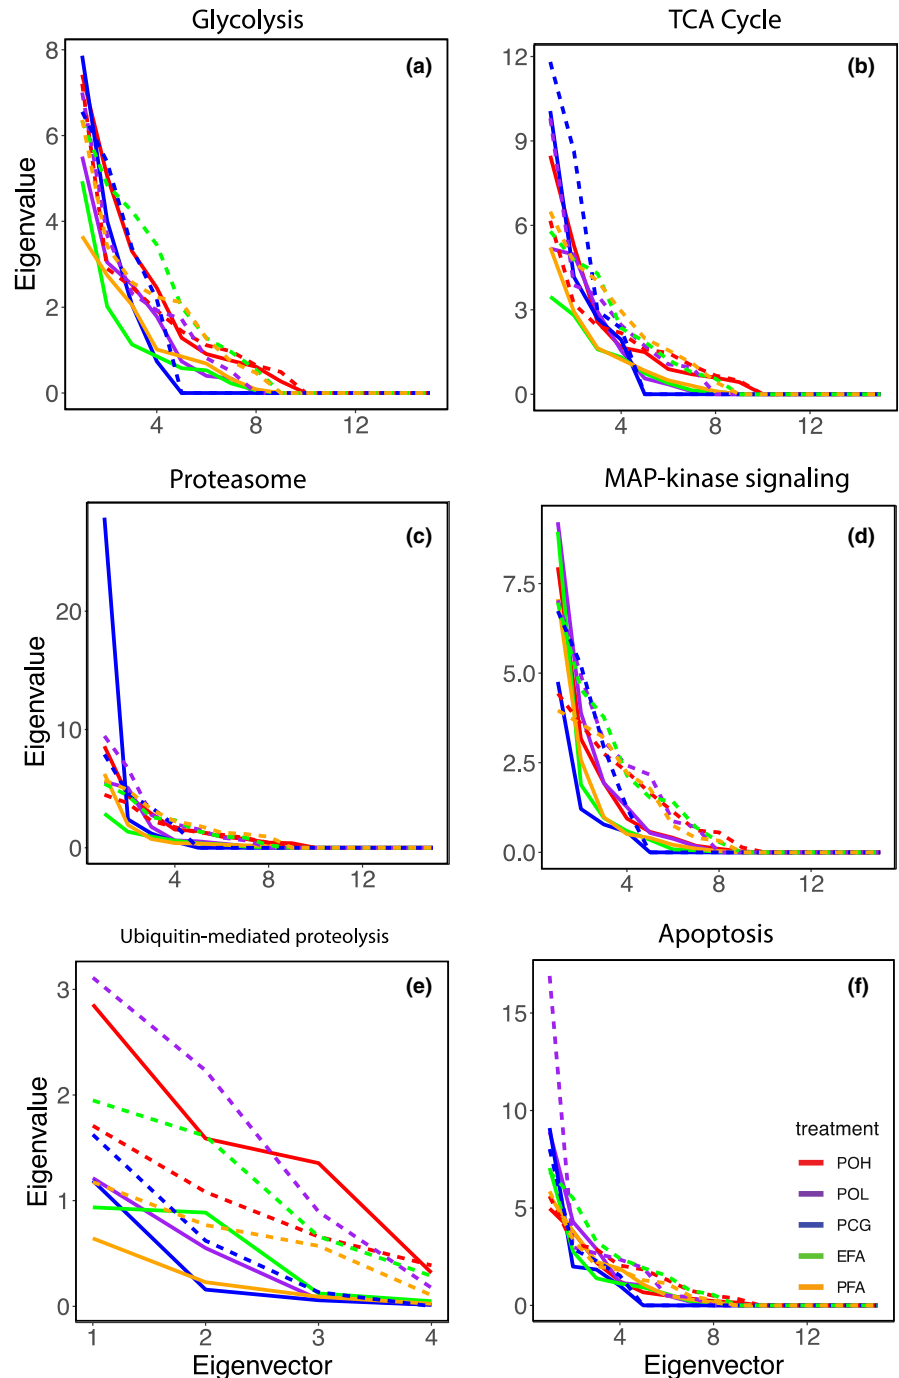 Glycolysis
TCA Cycle
(a)
(b)
Eigenvalue
8
6
4
2
0
4
8
12
Eigenvalue
12
9
6
3
0
4
8
12
Proteasome
MAP-kinase signaling
(c)
(d)
Eigenvalue
20
10
0
4
8
12
7.5
5.0
2.5
0.0
4
8
12
Ubiquitin-mediated proteolysis
Apoptosis
(e)
(f)
Eigenvalue
3
2
1
0
1
2
3
4
Eigenvector
15
10
5
0
4
8
12
Eigenvector
treatment
POH
POL
PCG
EFA
PFA